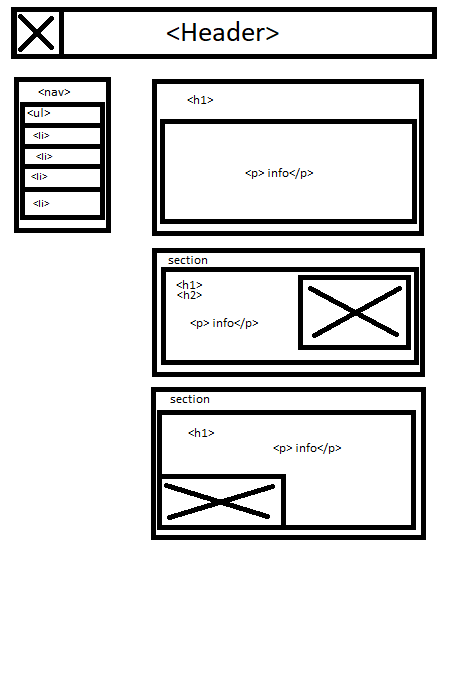 <Header>
<nav>
<ul>
<li>
<li>
<li>
<li>
<h1>
<p> info</p>
section
<h1>
<h2>
<p> info</p>
section
<h1>
<p> info</p>